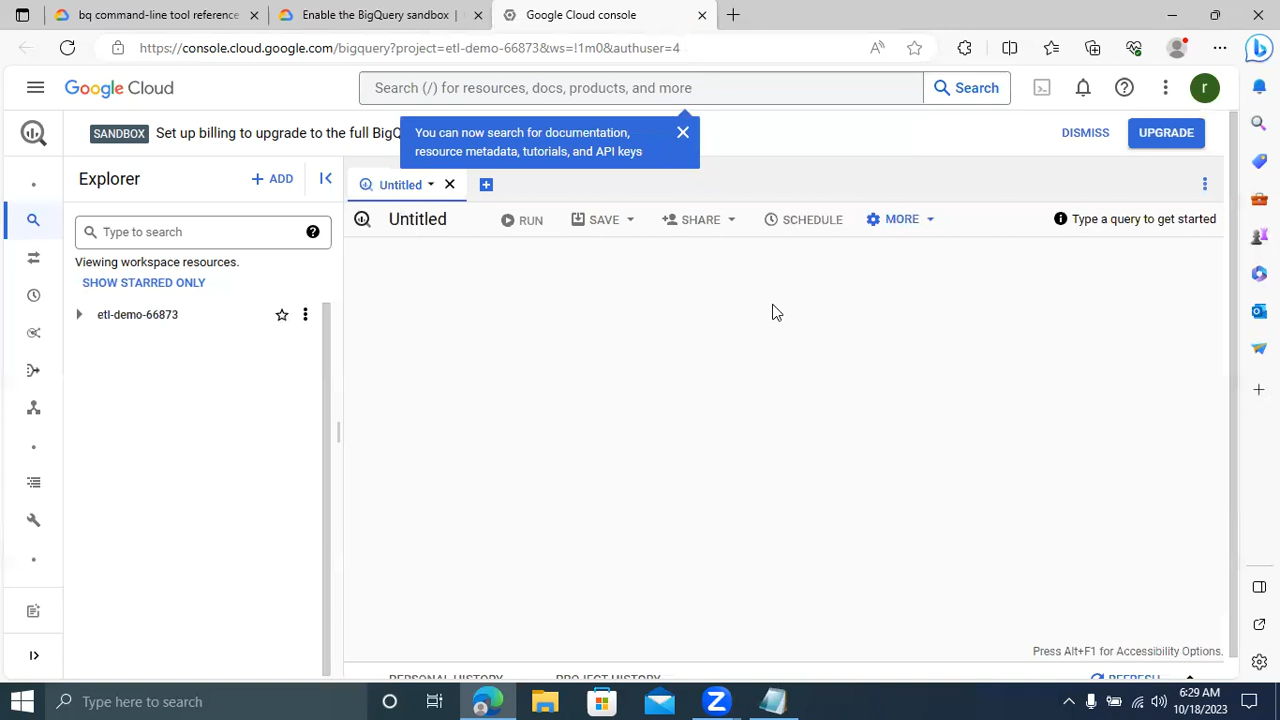 bq command-line tool reference
Enable the BigQuery sandbox |
Google Cloud console
https://console.cloud.google.com/bigquery?project=etl-demo-66873&ws=!1m0&authuser=4
Google Cloud
Search (/) for resources, docs, products, and more
Search
r
SANDBOX Set up billing to upgrade to the full BigQ
DISMISS
UPGRADE
You can now search for documentation,
resource metadata, tutorials, and API keys
Explorer
+ ADD
Untitled
Untitled
RUN
SAVE
SHARE
SCHEDULE
MORE
Type a query to get started
Type to search
Viewing workspace resources.
SHOW STARRED ONLY
etl-demo-66873
Press Alt+F1 for Accessibility Options.
PERSONAL HISTORY
PROJECT HISTORY
REFRESH
Type here to search
6:29 AM
10/18/2023